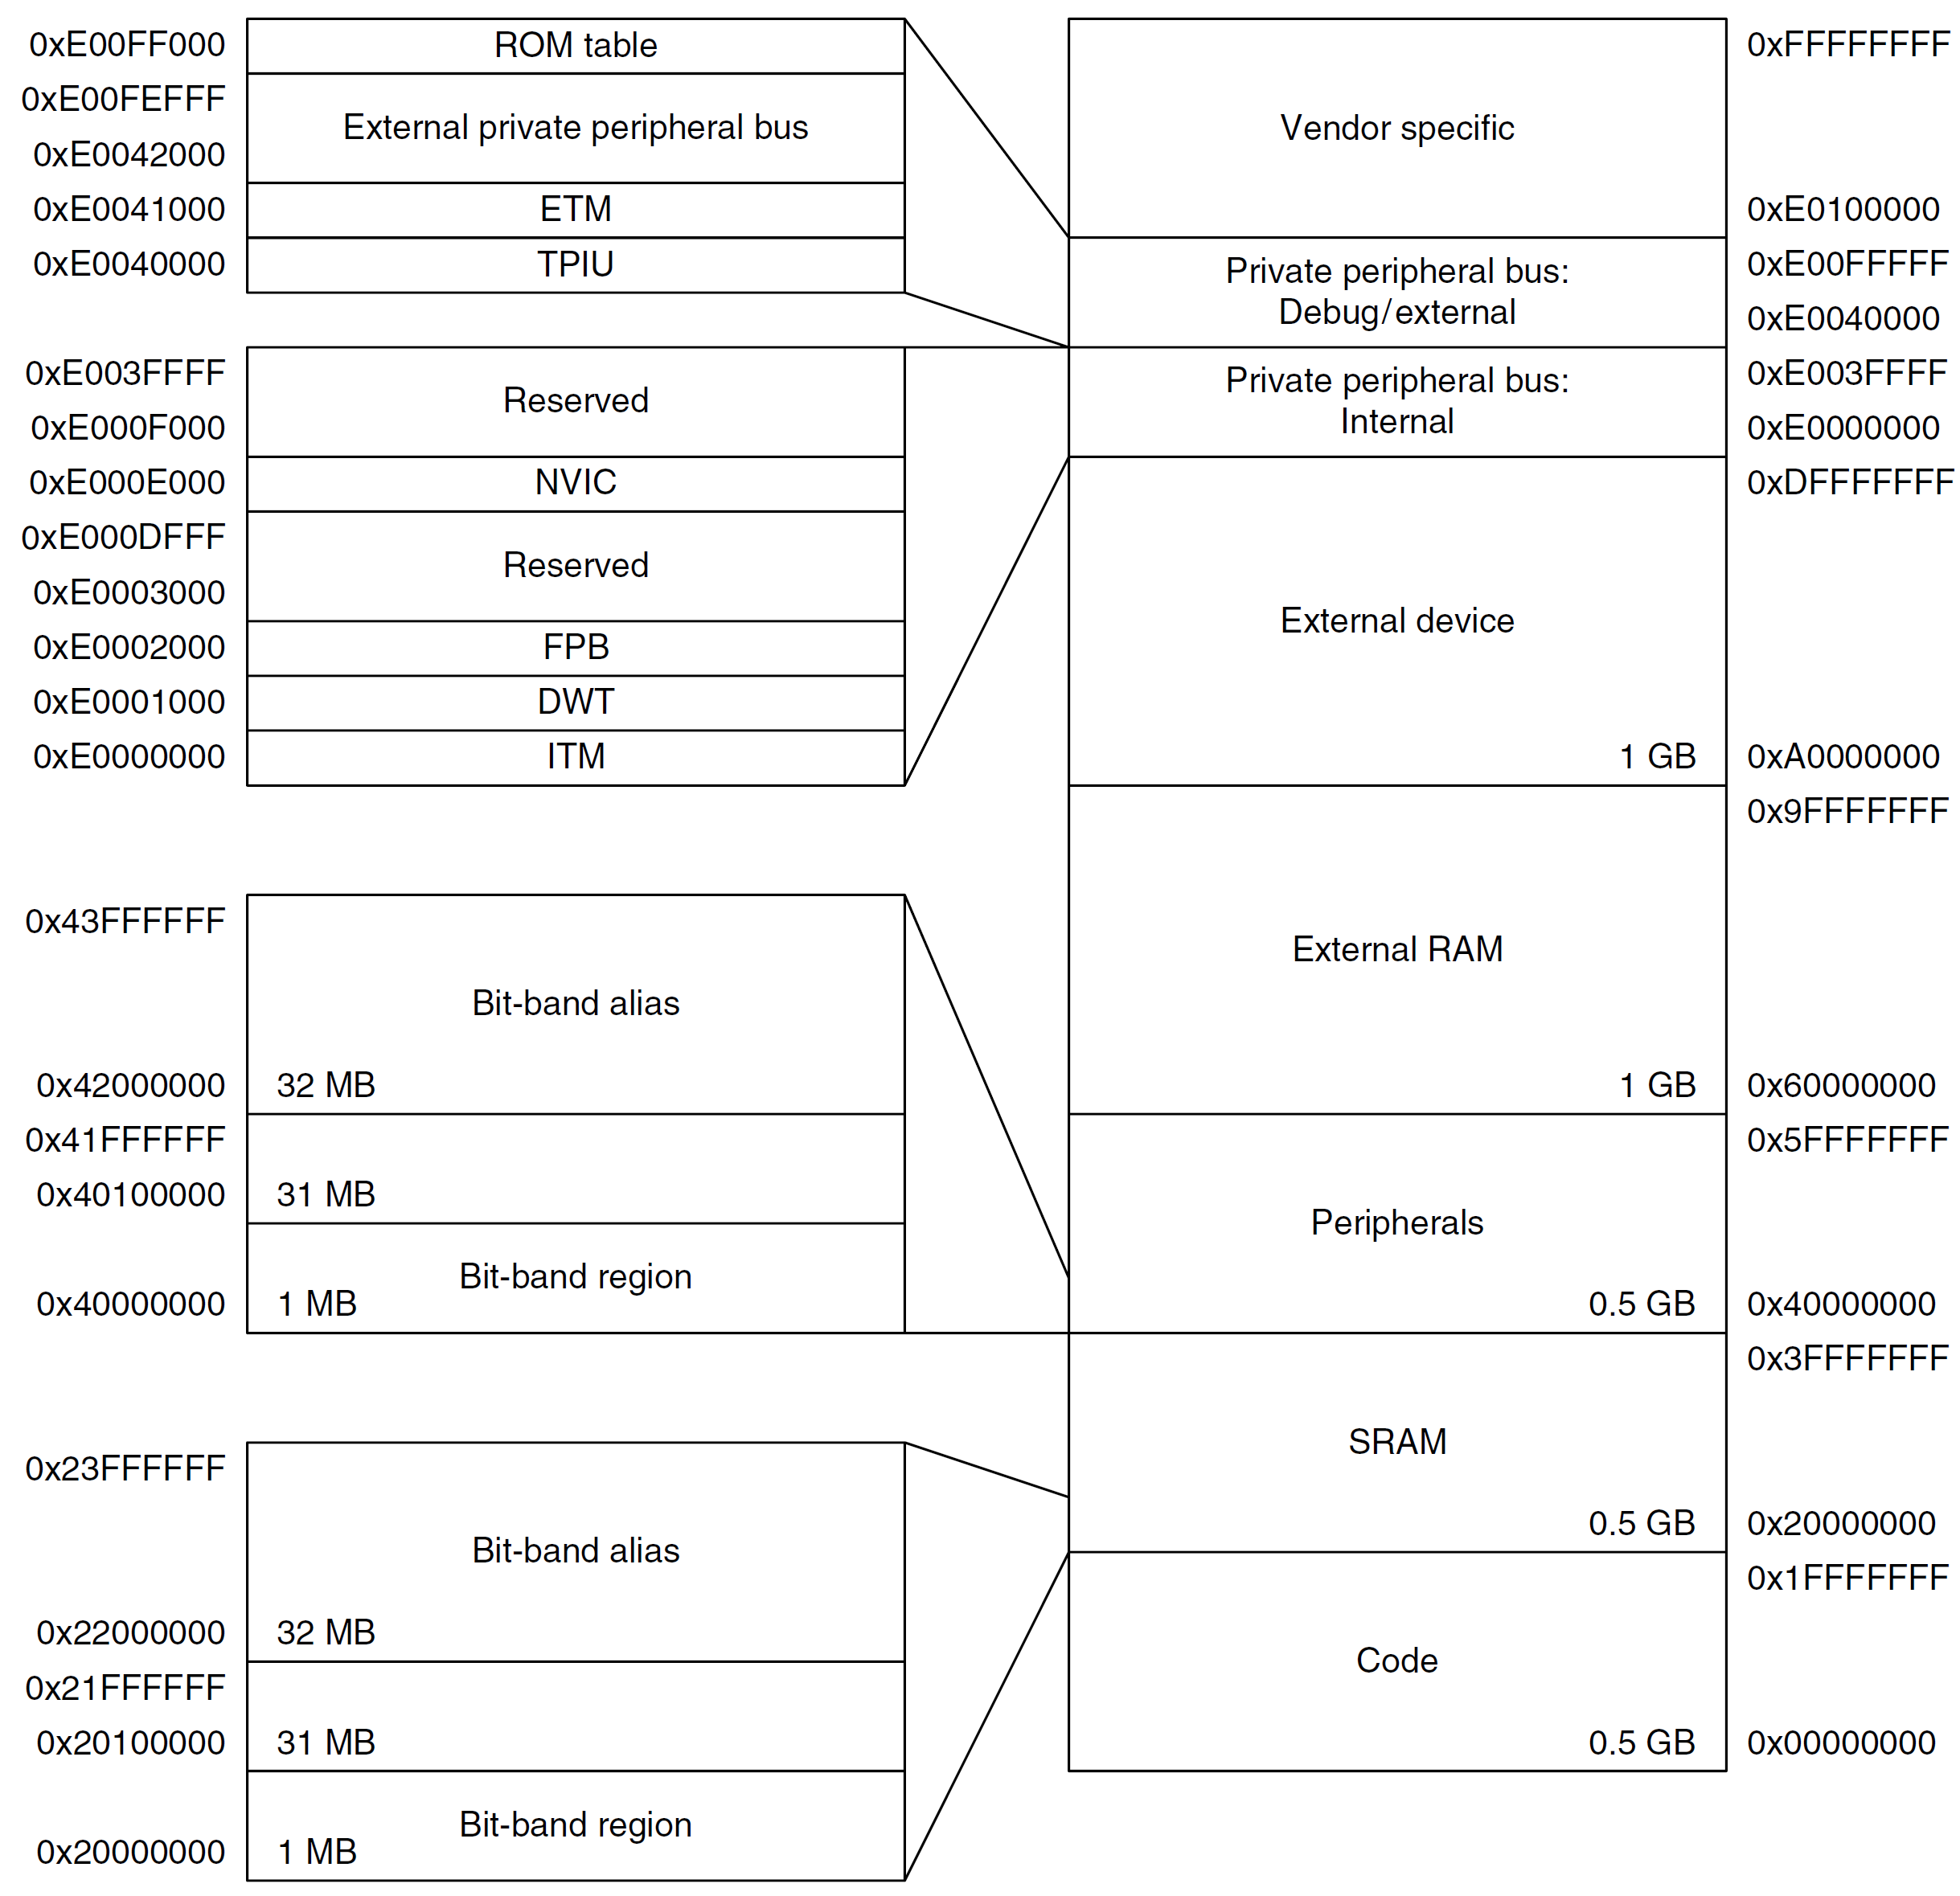 0xE00FF000 ROM table
0xE00FEFFF
External private peripheral bus
0xE0042000
0xE0041000 ETM
0xE0040000 TPIU
0xE003FFFF
Reserved
0xE000F000
0xE000E000 NVIC
0xE000DFFF
Reserved
0xE0003000
0xE0002000 FPB
0xE0001000 DWT
0xE0000000 ITM
0x43FFFFFF
Bit-band alias
0x42000000 32 MB
0x41FFFFFF
0x40100000 31 MB
Bit-band region
0x40000000 1 MB
0x23FFFFFF
Bit-band alias
0x22000000 32 MB
0x21FFFFFF
0x20100000 31 MB
Bit-band region
0x20000000 1 MB
0xFFFFFFFF
Vendor specific
0xE0100000
0xE00FFFFF
Private peripheral bus:
Debug/external
0xE0040000
0xE003FFFF
Private peripheral bus:
Internal
0xE0000000
0xDFFFFFFF
External device
1 GB 0xA0000000
0x9FFFFFFF
External RAM
1 GB 0x60000000
0x5FFFFFFF
Peripherals
0.5 GB 0x40000000
0x3FFFFFFF
SRAM
0.5 GB 0x20000000
0x1FFFFFFF
Code
0.5 GB 0x00000000